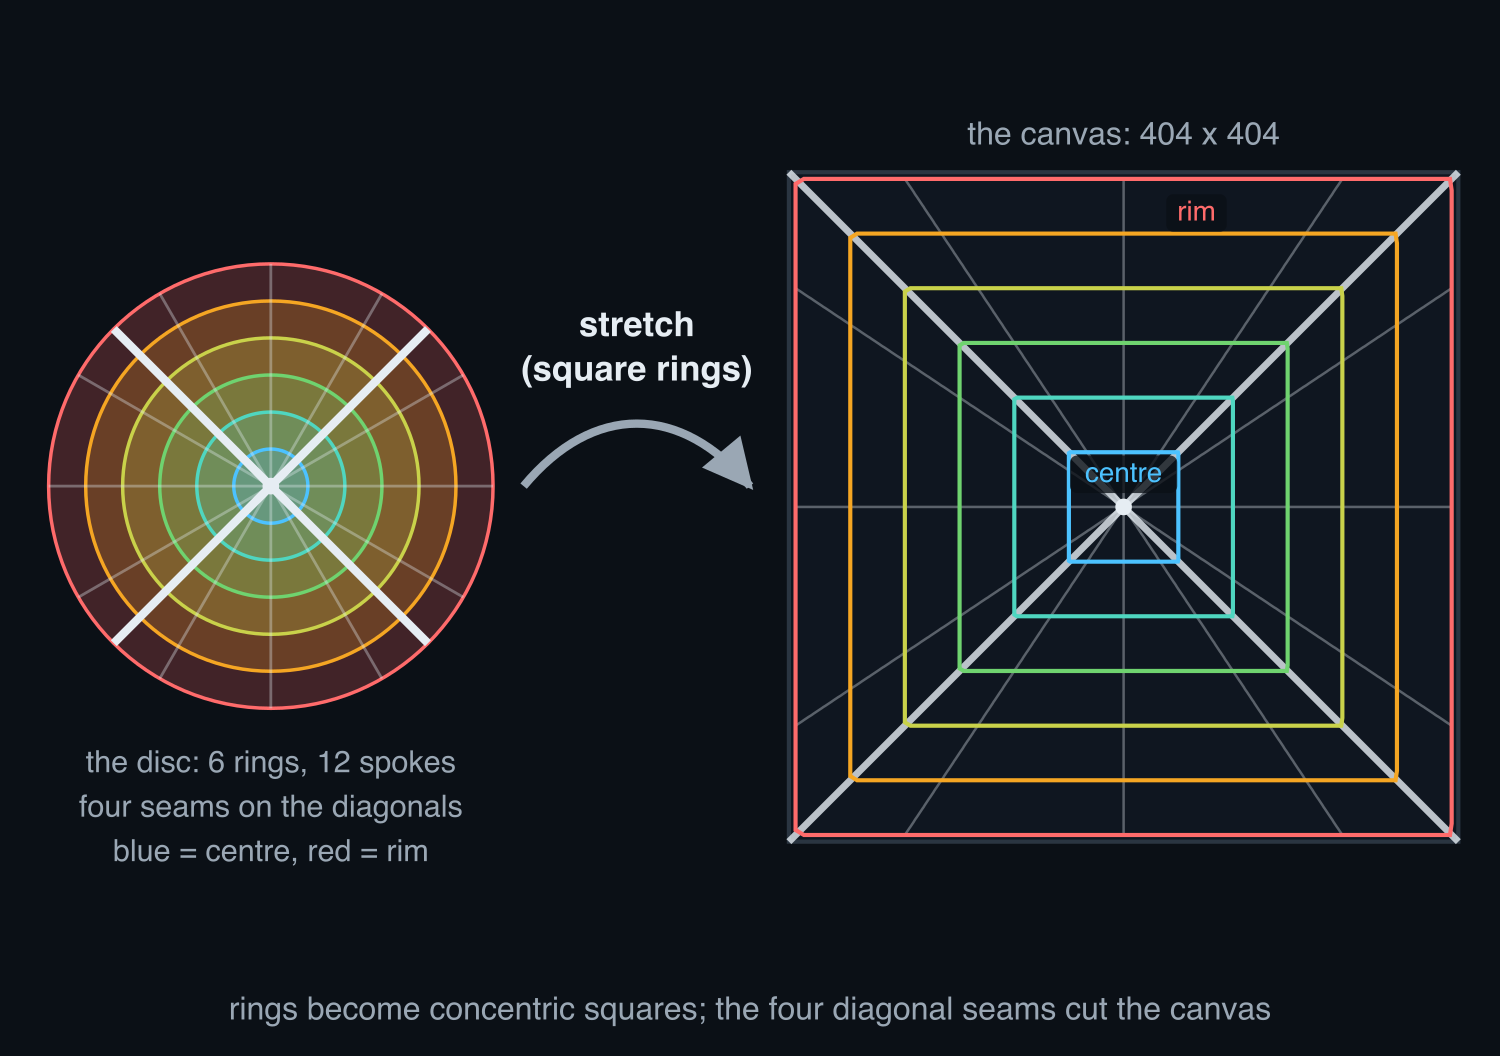 the canvas: 404 x 404
rim
stretch
(square rings)
centre
the disc: 6 rings, 12 spokes
four seams on the diagonals
blue = centre, red = rim
rings become concentric squares; the four diagonal seams cut the canvas